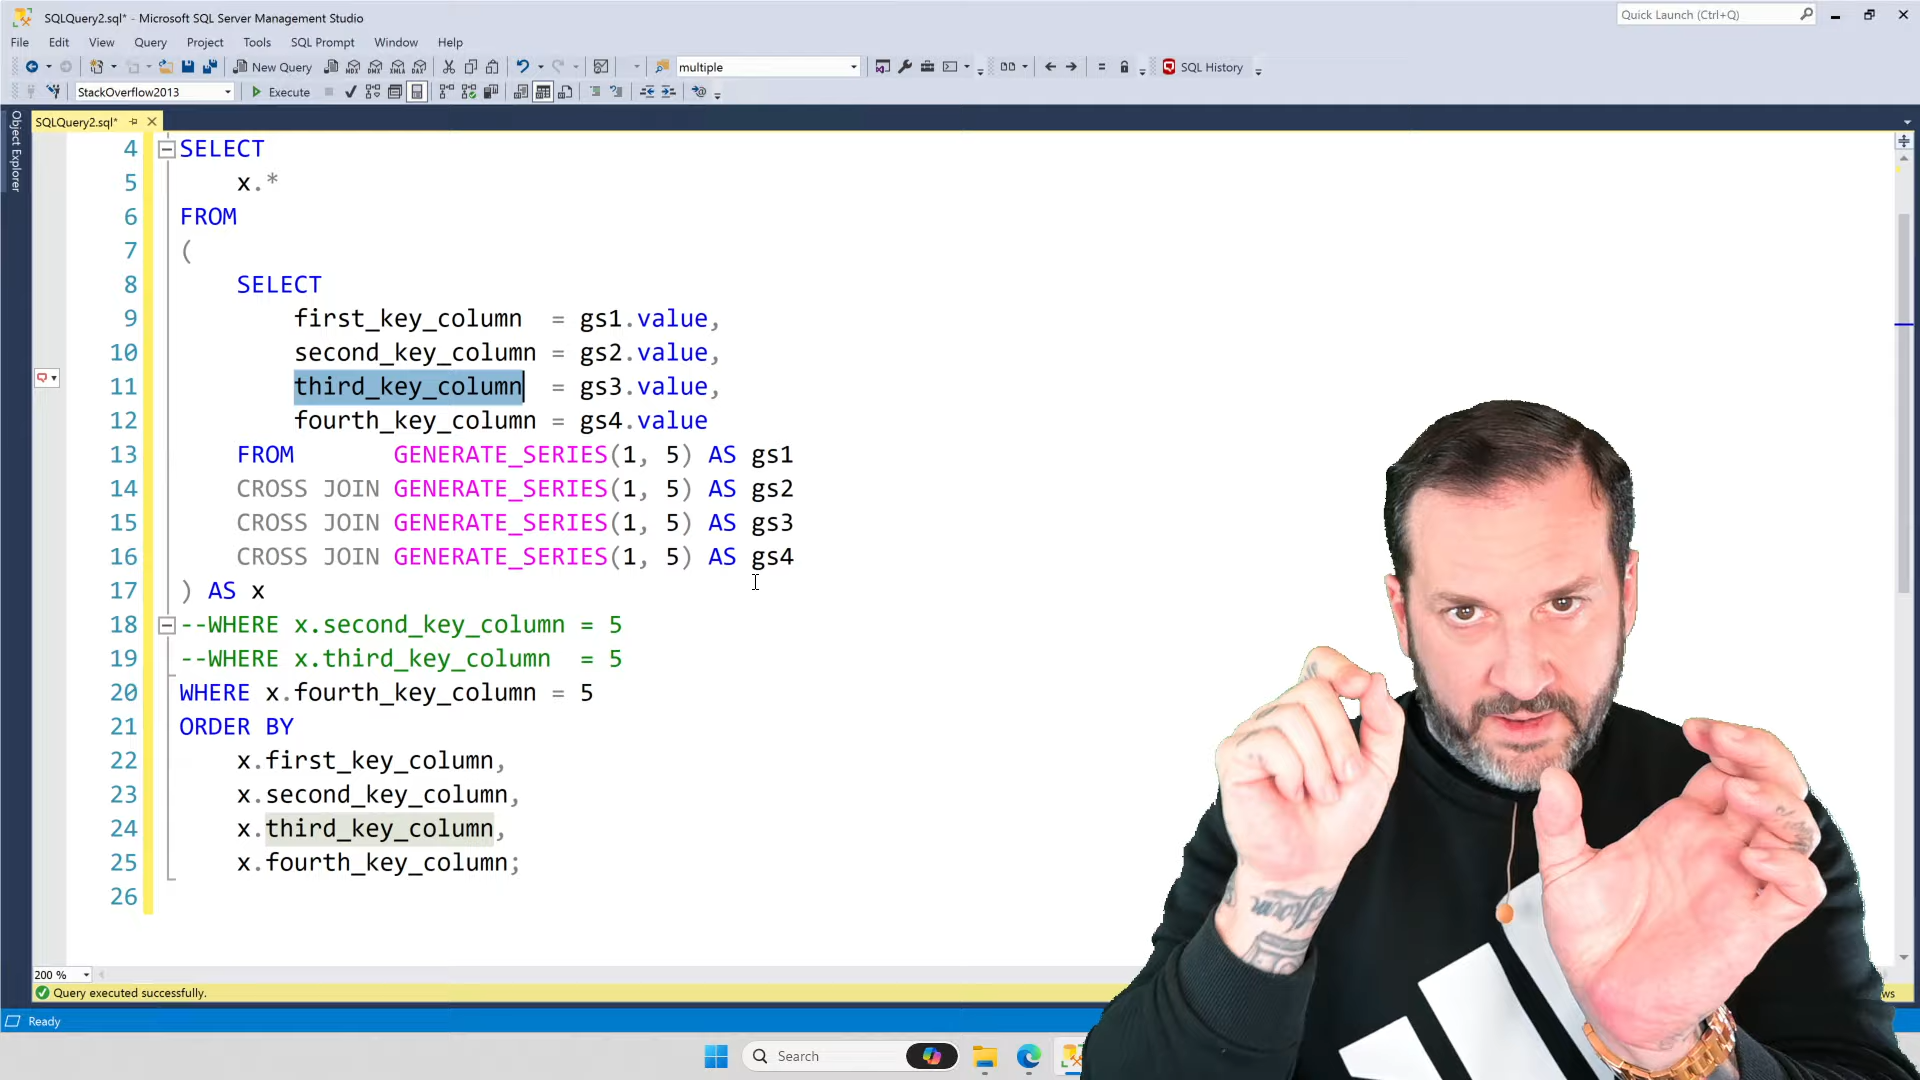 SQLQuery2.sql* - Microsoft SQL Server Management Studio
Quick Launch (Ctrl+Q)
File Edit View Query Project Tools SQL Prompt Window Help
New Query
multiple
SQL History
StackOverflow2013
Execute
SQLQuery2.sql*
Object Explorer
4 SELECT
5 x.*
6 FROM
7 (
8 SELECT
9 first_key_column = gs1.value,
10 second_key_column = gs2.value,
11 third_key_column = gs3.value,
12 fourth_key_column = gs4.value
13 FROM GENERATE_SERIES(1, 5) AS gs1
14 CROSS JOIN GENERATE_SERIES(1, 5) AS gs2
15 CROSS JOIN GENERATE_SERIES(1, 5) AS gs3
16 CROSS JOIN GENERATE_SERIES(1, 5) AS gs4
17 ) AS x
18 --WHERE x.second_key_column = 5
19 --WHERE x.third_key_column = 5
20 WHERE x.fourth_key_column = 5
21 ORDER BY
22 x.first_key_column,
23 x.second_key_column,
24 x.third_key_column,
25 x.fourth_key_column;
26
200 %
Query executed successfully.
Ready
Search